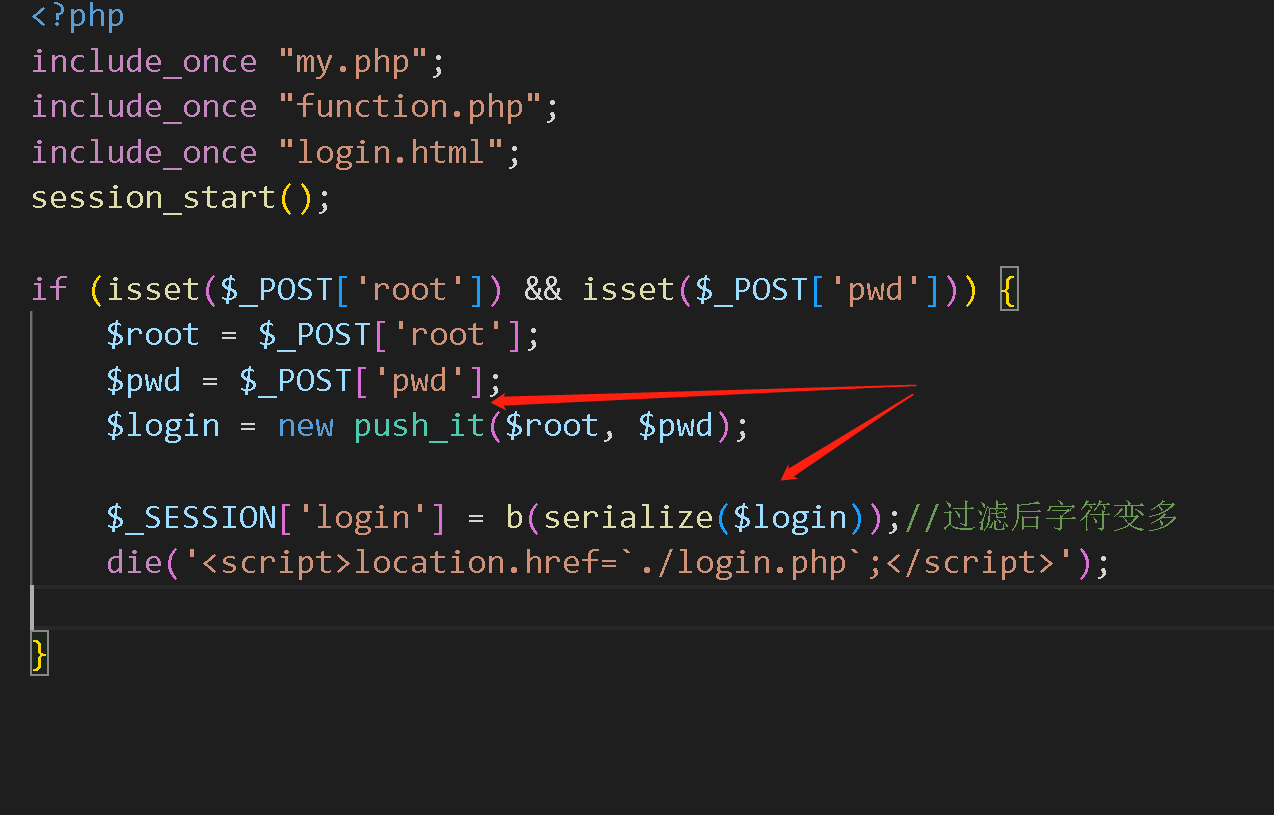 <?php
include_once "my.php";
include_once "function.php";
include_once "login.html";
session_start();
if (isset($_POST['root']) && isset($_POST['pwd'])) {
$root = $_POST['root'];
$pwd = $_POST['pwd'];
$login = new push_it($root, $pwd);
$_SESSION['login'] = b(serialize($login));//过滤后字符变多
die('<script>location.href=`./login.php`;</script>');
}